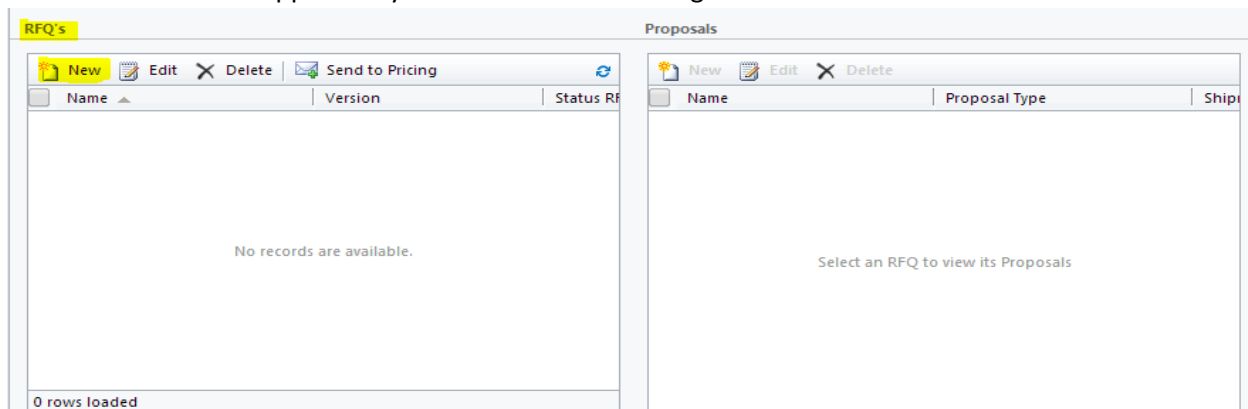 RFQ's
Proposals
New Edit Delete Send to Pricing
New Edit Delete
Name Version Status RF
Name Proposal Type Ship
No records are available.
Select an RFQ to view its Proposals
0 rows loaded